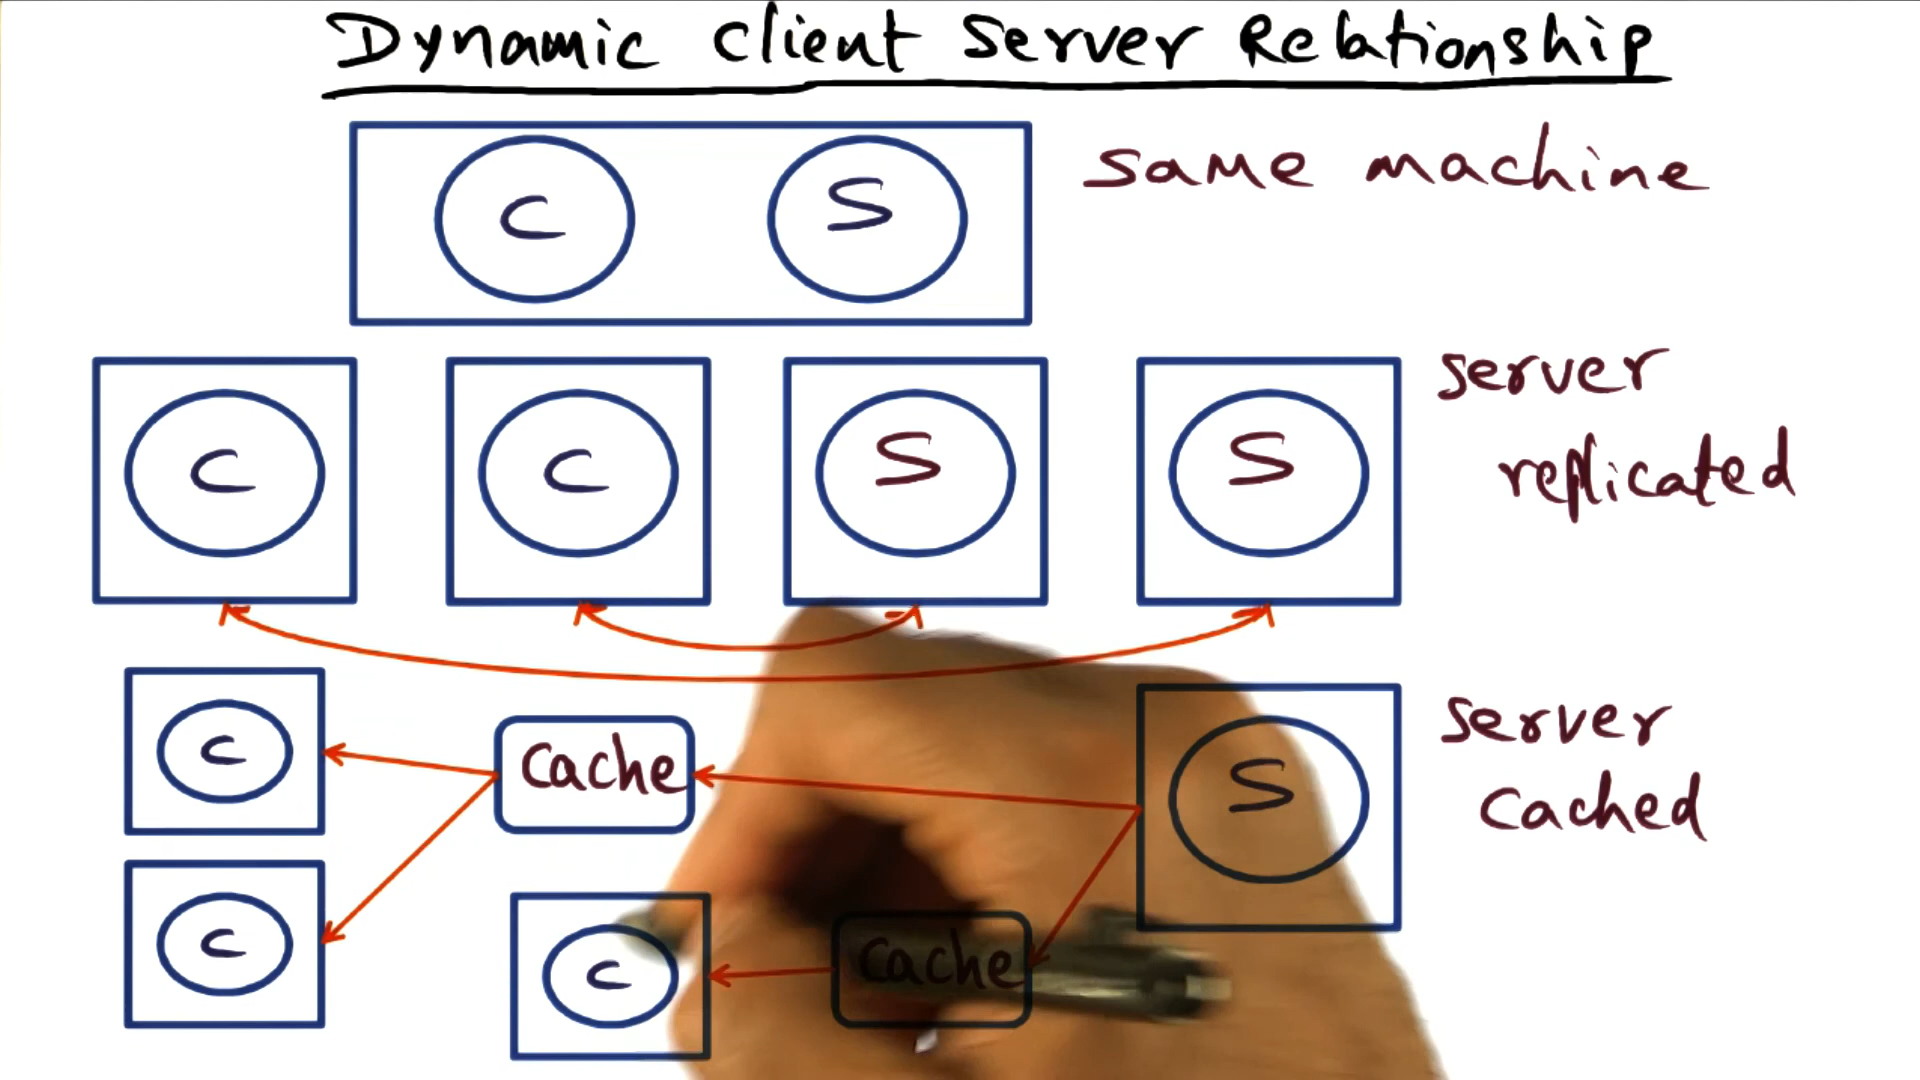 Dynamic Client Server Relationship
C S same machine
C C S S server
replicated
C Cache S server
cached
C C Cache